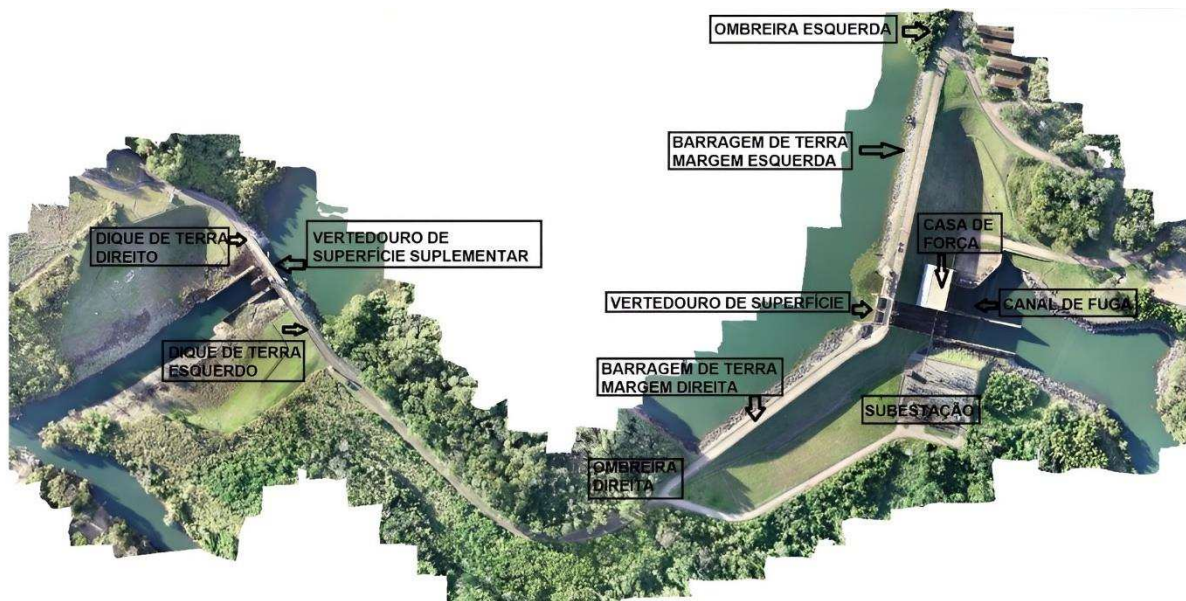 OMBREIRA ESQUERDA
BARRAGEM DE TERRA
MARGEM ESQUERDA
DIQUE DE TERRA
DIREITO
VERTEDOURO DE
SUPERFÍCIE SUPLEMENTAR
CASA DE
FORÇA
VERTEDOURO DE SUPERFÍCIE
CANAL DE FUGA
DIQUE DE TERRA
ESQUERDO
BARRAGEM DE TERRA
MARGEM DIREITA
SUBESTAÇÃO
OMBREIRA
DIREITA